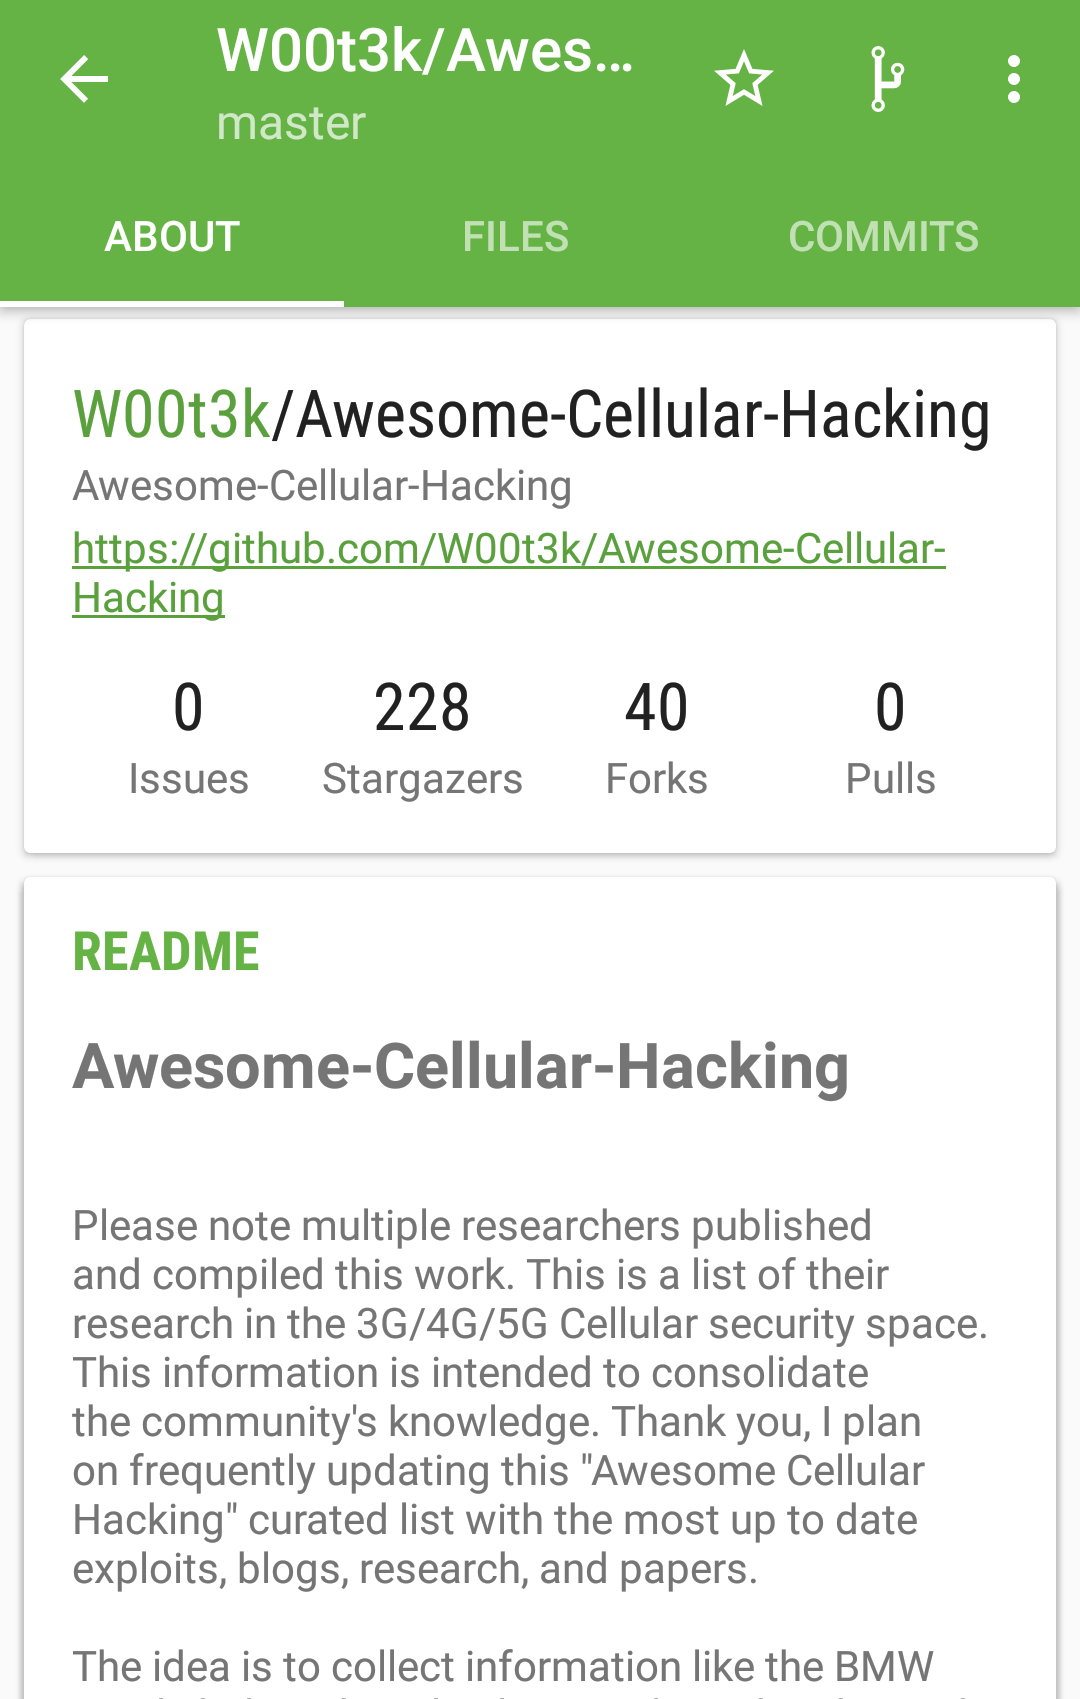 W00t3k/Awes...
master
ABOUT FILES COMMITS
W00t3k/Awesome-Cellular-Hacking
Awesome-Cellular-Hacking
https://github.com/W00t3k/Awesome-Cellular-
Hacking
0 228 40 0
Issues Stargazers Forks Pulls
README
Awesome-Cellular-Hacking
Please note multiple researchers published
and compiled this work. This is a list of their
research in the 3G/4G/5G Cellular security space.
This information is intended to consolidate
the community's knowledge. Thank you, I plan
on frequently updating this "Awesome Cellular
Hacking" curated list with the most up to date
exploits, blogs, research, and papers.
The idea is to collect information like the BMW